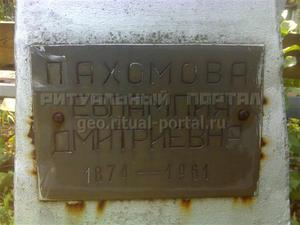 ПАХОМОВА
РИТУАЛЬНЫЙ ПОРТАЛ
geo.ritual-portal.ru
ДМИТРИЕВНА
1874—1961